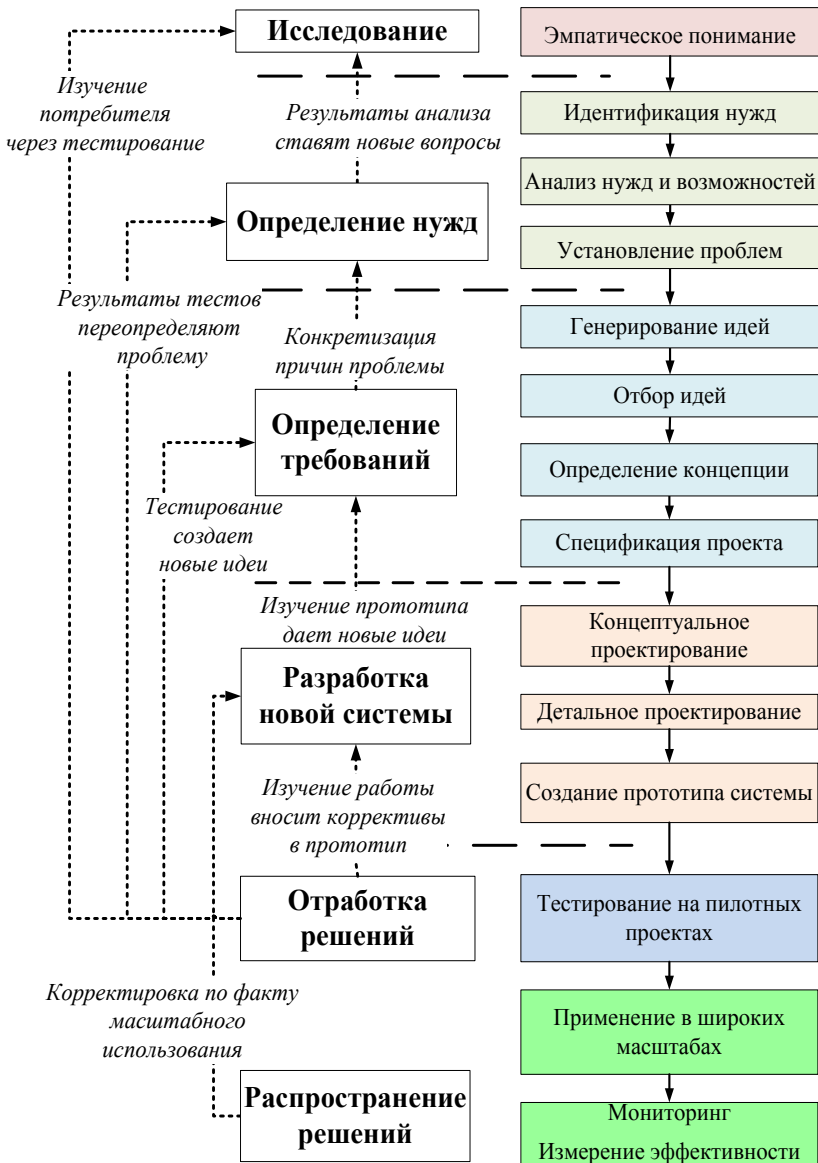 Исследование
Эмпатическое понимание
Изучение
потребителя
через тестирование
Результаты анализа
ставят новые вопросы
Идентификация нужд
Анализ нужд и возможностей
Определение нужд
Установление проблем
Результаты тестов
переопределяют
проблему
Конкретизация
причин проблемы
Генерирование идей
Отбор идей
Определение
требований
Определение концепции
Тестирование
создает
новые идеи
Спецификация проекта
Изучение прототипа
дает новые идеи
Концептуальное
проектирование
Разработка
новой системы
Детальное проектирование
Изучение работы
вносит коррективы
в прототип
Создание прототипа системы
Отработка
решений
Тестирование на пилотных
проектах
Корректировка по факту
масштабного
использования
Применение в широких
масштабах
Распространение
решений
Мониторинг
Измерение эффективности